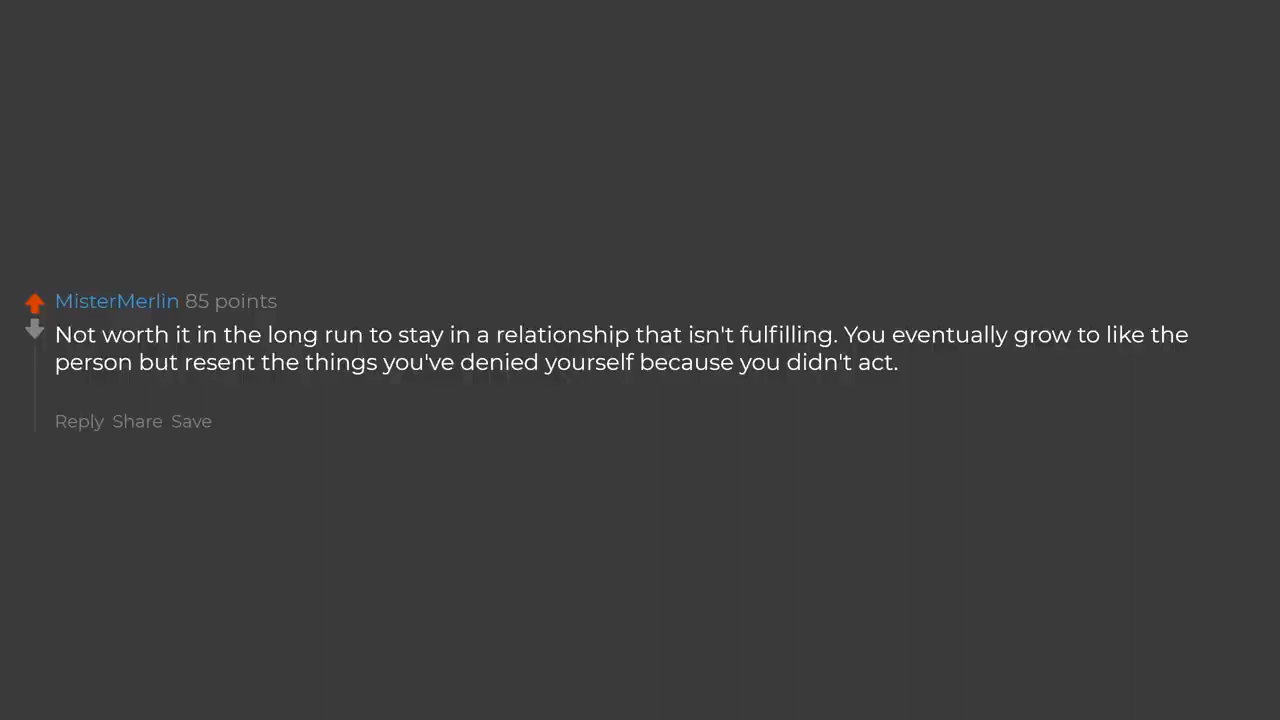 MisterMerlin 85 points
Not worth it in the long run to stay in a relationship that isn't fulfilling. You eventually grow to like the
person but resent the things you've denied yourself because you didn't act.
Reply Share Save